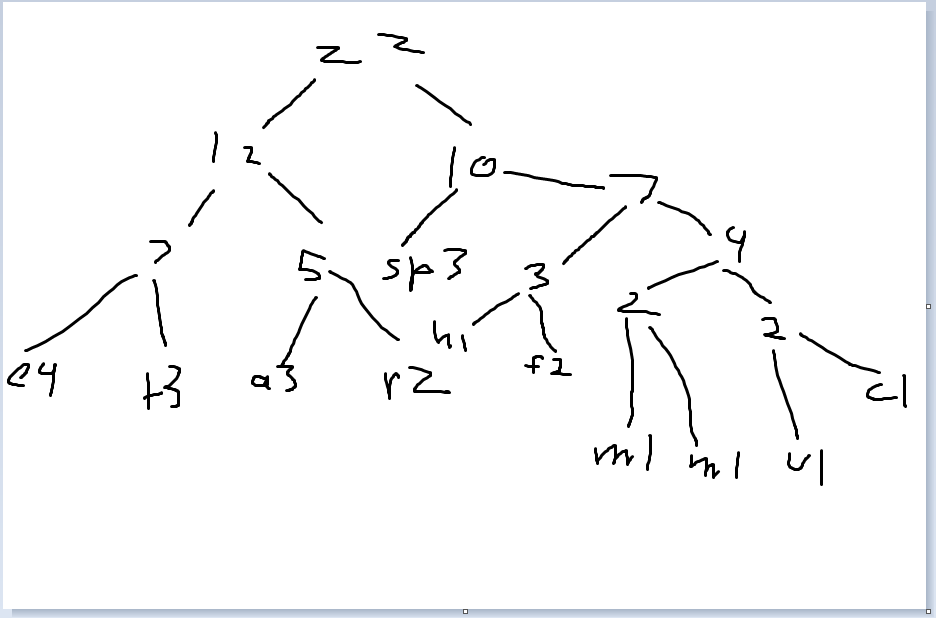 22
12 10 7
7 5 sp3 3 4
e4 t3 a3 r2 h1 f2 2 2
m1 m1 u1 c1